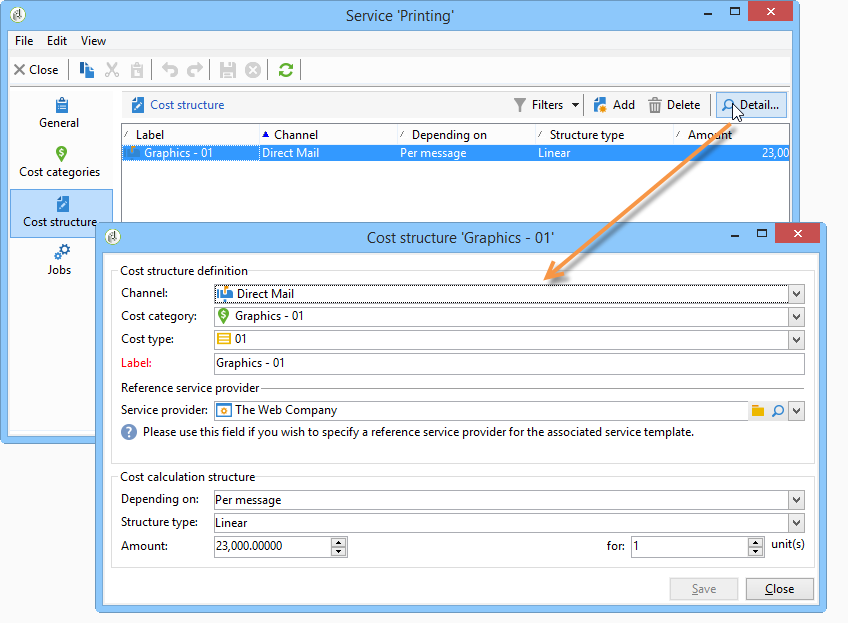 Service 'Printing'
File Edit View
Close
General
Cost categories
Cost structure
Jobs
Cost structure Filters Add Delete Detail...
Label Channel Depending on Structure type Amount
Graphics - 01 Direct Mail Per message Linear 23,00
Cost structure 'Graphics - 01'
Cost structure definition
Channel: Direct Mail
Cost category: Graphics - 01
Cost type: 01
Label: Graphics - 01
Reference service provider
Service provider: The Web Company
Please use this field if you wish to specify a reference service provider for the associated service template.
Cost calculation structure
Depending on: Per message
Structure type: Linear
Amount: 23,000.00000 for: 1 unit(s)
Save Close